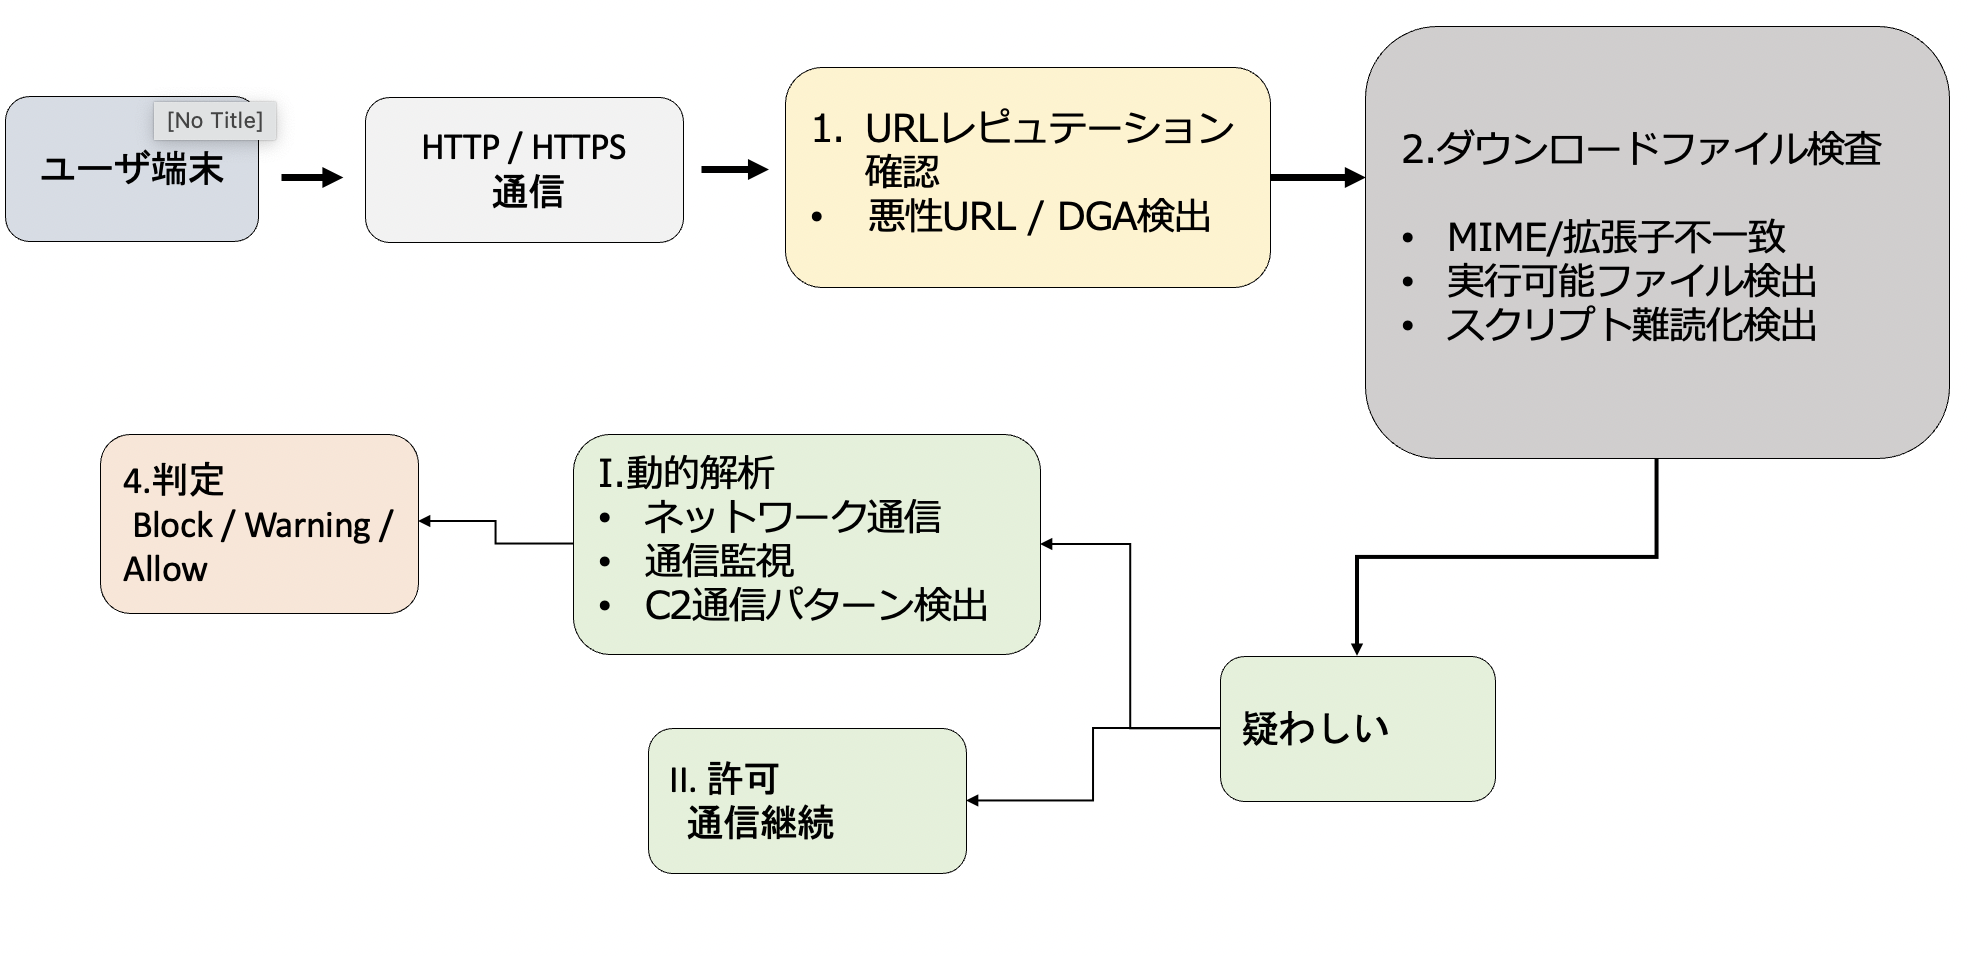 [No Title]
ユーザ端末
HTTP / HTTPS
通信
1. URLレピュテーション
確認
• 悪性URL / DGA検出
2.ダウンロードファイル検査
• MIME/拡張子不一致
• 実行可能ファイル検出
• スクリプト難読化検出
疑わしい
I.動的解析
• ネットワーク通信
• 通信監視
• C2通信パターン検出
II. 許可
通信継続
4.判定
Block / Warning /
Allow